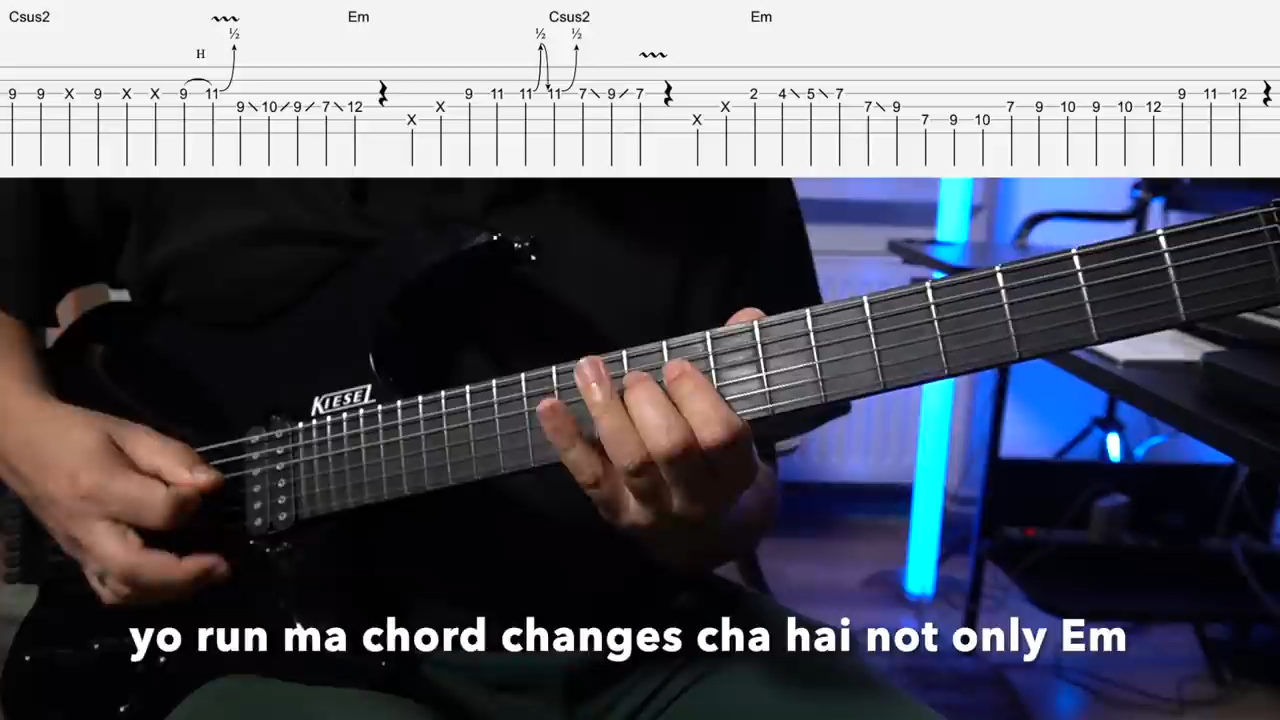 Csus2 Em Csus2 Em
½ ½ ½
H
9 9 X 9 X X 9 11 9 11 11 11 7 9 7 2 4 5 7 9 11 12
9 10 9 7 12 X X 7 9 7 9 10 9 10 12
X X 7 9 10
KIESEL
yo run ma chord changes cha hai not only Em